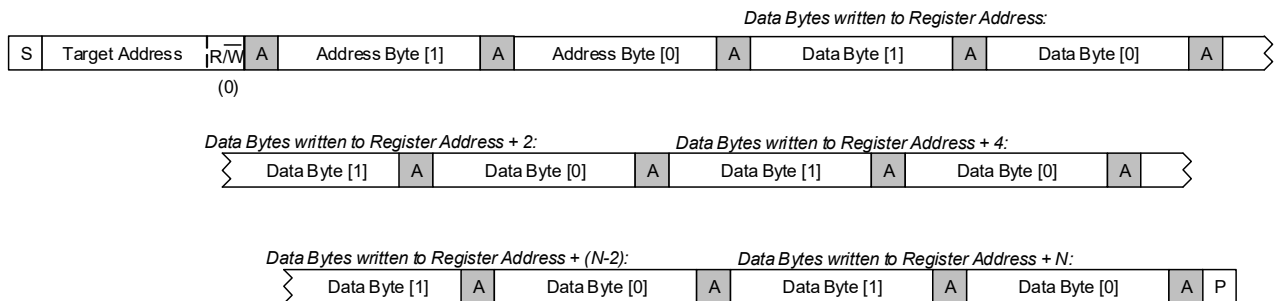 Data Bytes written to Register Address:
S Target Address R/W̅ A Address Byte [1] A Address Byte [0] A Data Byte [1] A Data Byte [0] A
(0)
Data Bytes written to Register Address + 2: Data Bytes written to Register Address + 4:
Data Byte [1] A Data Byte [0] A Data Byte [1] A Data Byte [0] A
Data Bytes written to Register Address + (N-2): Data Bytes written to Register Address + N:
Data Byte [1] A Data Byte [0] A Data Byte [1] A Data Byte [0] A P